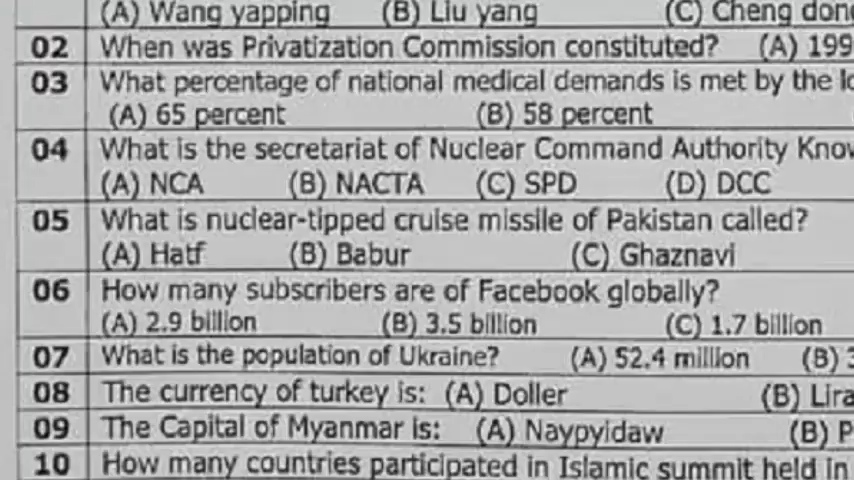 (A) Wang yapping (B) Liu yang (C) Cheng dong
02 When was Privatization Commission constituted? (A) 199
03 What percentage of national medical demands is met by the lo
(A) 65 percent (B) 58 percent
04 What is the secretariat of Nuclear Command Authority Know
(A) NCA (B) NACTA (C) SPD (D) DCC
05 What is nuclear-tipped cruise missile of Pakistan called?
(A) Hatf (B) Babur (C) Ghaznavi
06 How many subscribers are of Facebook globally?
(A) 2.9 billion (B) 3.5 billion (C) 1.7 billion
07 What is the population of Ukraine? (A) 52.4 million (B) 3
08 The currency of turkey is: (A) Doller (B) Lira
09 The Capital of Myanmar is: (A) Naypyidaw (B) P
10 How many countries participated in Islamic summit held in